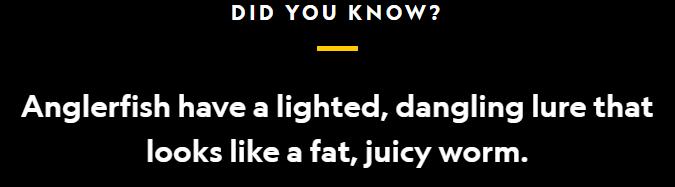 DID YOU KNOW?
Anglerfish have a lighted, dangling lure that
looks like a fat, juicy worm.